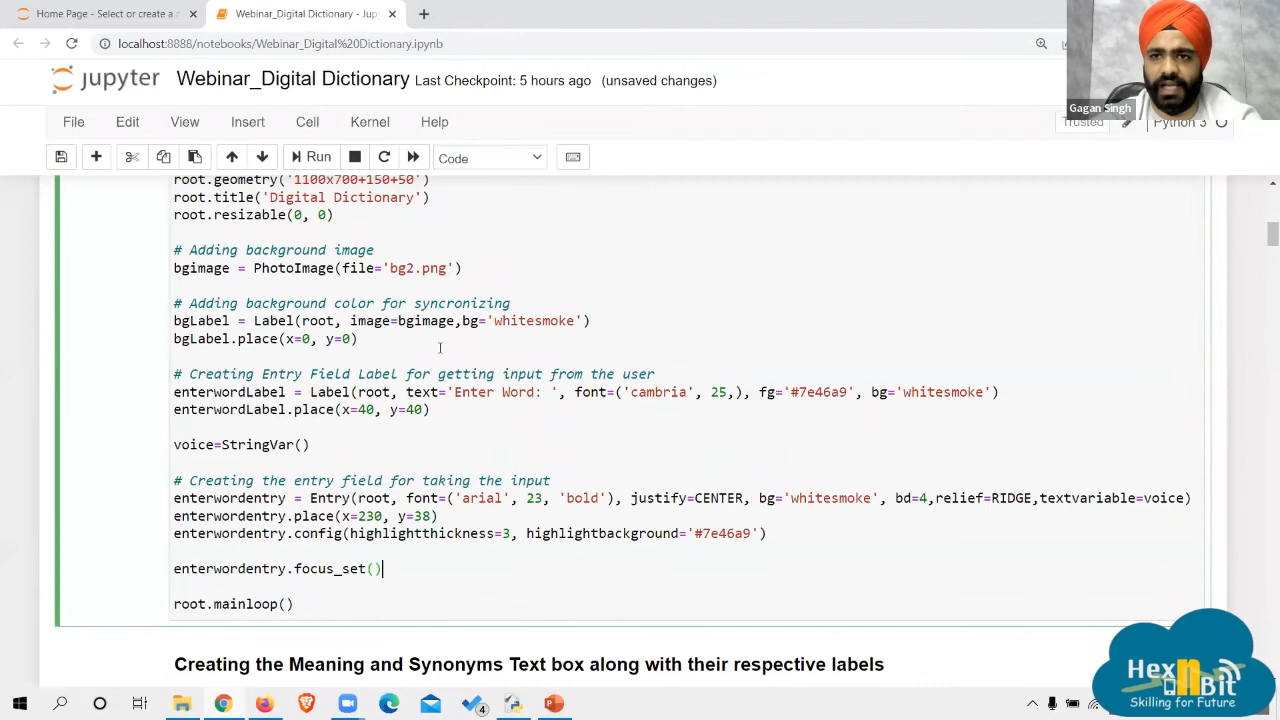 Home Page - Select or create a n
Webinar_Digital Dictionary - Jup
localhost:8888/notebooks/Webinar_Digital%20Dictionary.ipynb
jupyter Webinar_Digital Dictionary Last Checkpoint: 5 hours ago (unsaved changes)
Gagan Singh
File Edit View Insert Cell Kernel Help
Trusted Python 3
Run Code
root.geometry('1100x700+150+50')
root.title('Digital Dictionary')
root.resizable(0, 0)
# Adding background image
bgimage = PhotoImage(file='bg2.png')
# Adding background color for syncronizing
bgLabel = Label(root, image=bgimage,bg='whitesmoke')
bgLabel.place(x=0, y=0)
# Creating Entry Field Label for getting input from the user
enterwordLabel = Label(root, text='Enter Word: ', font=('cambria', 25,), fg='#7e46a9', bg='whitesmoke')
enterwordLabel.place(x=40, y=40)
voice=StringVar()
# Creating the entry field for taking the input
enterwordentry = Entry(root, font=('arial', 23, 'bold'), justify=CENTER, bg='whitesmoke', bd=4,relief=RIDGE,textvariable=voice)
enterwordentry.place(x=230, y=38)
enterwordentry.config(highlightthickness=3, highlightbackground='#7e46a9')
enterwordentry.focus_set()
root.mainloop()
Creating the Meaning and Synonyms Text box along with their respective labels
Hex n Bit
Skilling for Future
4